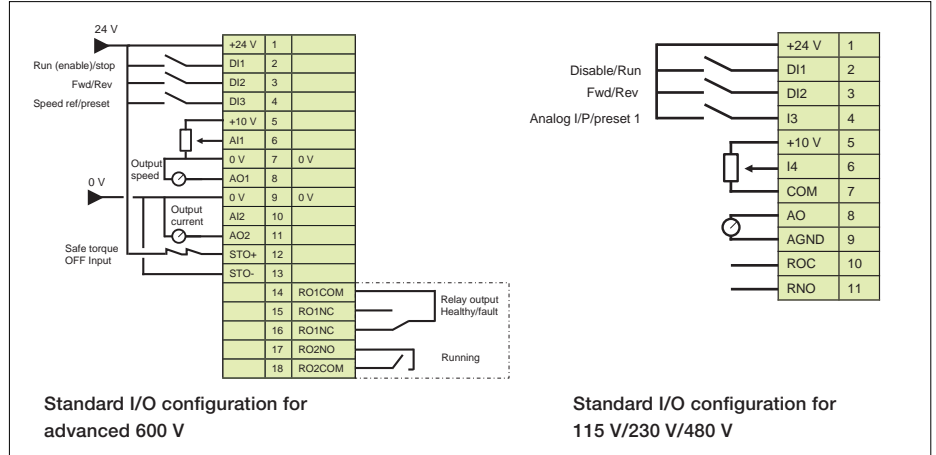 24 V
+24 V 1
Run (enable)/stop DI1 2
Fwd/Rev DI2 3
Speed ref/preset DI3 4
+10 V 5
AI1 6
Output speed
0 V 7 0 V
AO1 8
0 V
0 V 9 0 V
Output current
AI2 10
AO2 11
Safe torque
OFF Input
STO+ 12
STO- 13
14 RO1COM
15 RO1NC
16 RO1NC
Relay output
Healthy/fault
17 RO2NO
Running
18 RO2COM
Standard I/O configuration for
advanced 600 V
+24 V 1
Disable/Run DI1 2
Fwd/Rev DI2 3
Analog I/P/preset 1 I3 4
+10 V 5
I4 6
COM 7
AO 8
AGND 9
ROC 10
RNO 11
Standard I/O configuration for
115 V/230 V/480 V